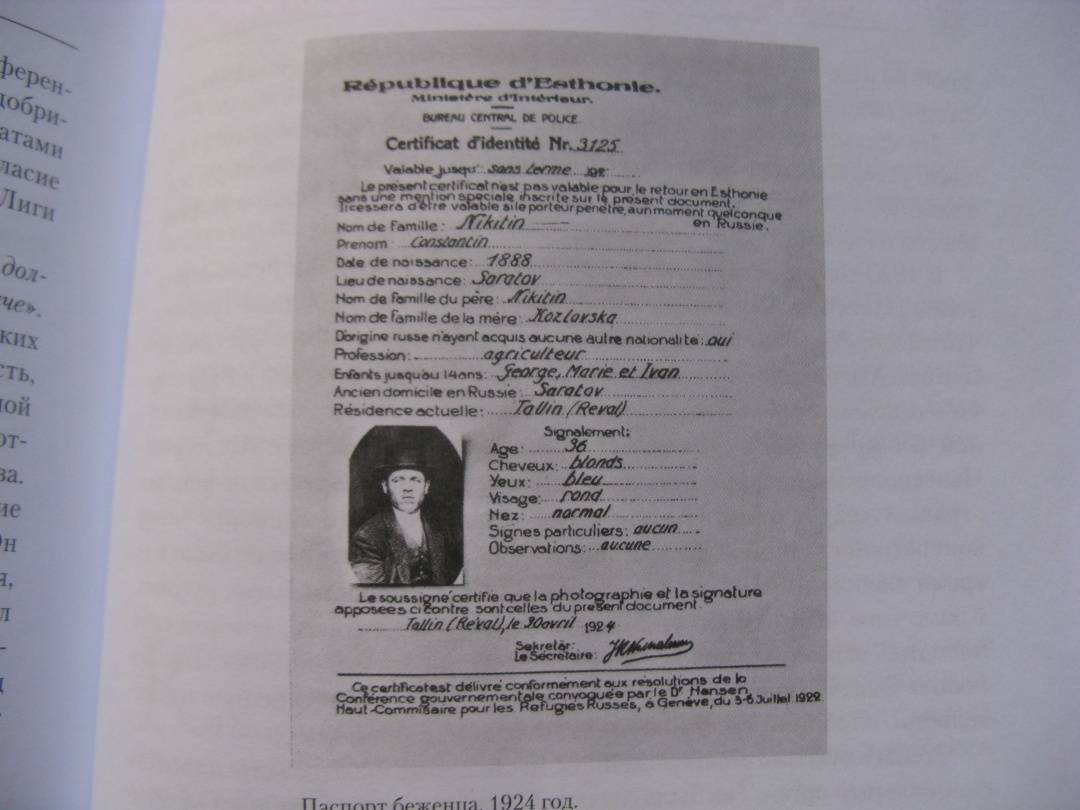 ферен-
добри-
атами
ласие
Лиги
дол-
че».
ких
сть,
ной
от-
ва.
ие
Он
я,
л
République d'Esthonie.
Ministère d'Intérieur.
BUREAU CENTRAL DE POLICE
Certificat d'identité Nr. 3125
Valable jusqu' sans terme 192
Le présent certificat n'est pas valable pour le retour en Esthonie
sans une mention speciale inscrite sur le présent document.
Il cessera d'être valable si le porteur penetre, a un moment quelconque
en Russie.
Nom de famille: Nikitin
Prenom: Constantin
Date de naissance: 1888
Lieu de naissance: Saratov
Nom de famille du père: Nikitin
Nom de famille de la mère: Kozlovska
D'origine russe n'ayant acquis aucune autre nationalite: oui
Profession: agriculteur
Enfants jusqu'au 14 ans: George, Marie et Ivan
Ancien domicile en Russie: Saratov
Résidence actuelle: Tallin (Reval)
Signalement:
Age: 36
Cheveux: blonds
Yeux: bleu
Visage: rond
Nez: normal
Signes particuliers: aucun
Observations: aucune
Le soussigné certifie que la photographie et la signature
apposées ci contre sont celles du présent document.
Tallin (Reval), le 30 avril 1924
Sekretär:
Le Secrétaire:
Ce certificat est délivré conformément aux résolutions de la
Conférence gouvernementale convoquée par le Dr Hansen,
Haut-Commisaire pour les Refugies Russes, à Genève, du 3-5 Juillet 1922
Паспорт беженца. 1924 год.